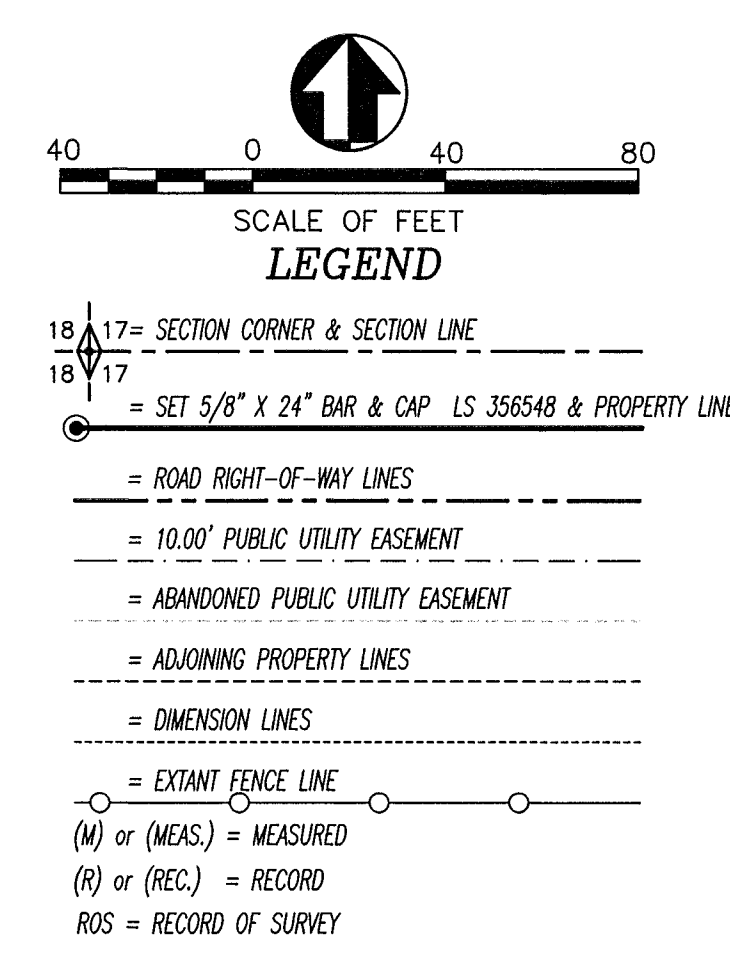 40 0 40 80
SCALE OF FEET
LEGEND
18 17= SECTION CORNER & SECTION LINE
18 17
= SET 5/8" X 24" BAR & CAP LS 356548 & PROPERTY LINE
= ROAD RIGHT-OF-WAY LINES
= 10.00' PUBLIC UTILITY EASEMENT
= ABANDONED PUBLIC UTILITY EASEMENT
= ADJOINING PROPERTY LINES
= DIMENSION LINES
= EXTANT FENCE LINE
(M) or (MEAS.) = MEASURED
(R) or (REC.) = RECORD
ROS = RECORD OF SURVEY